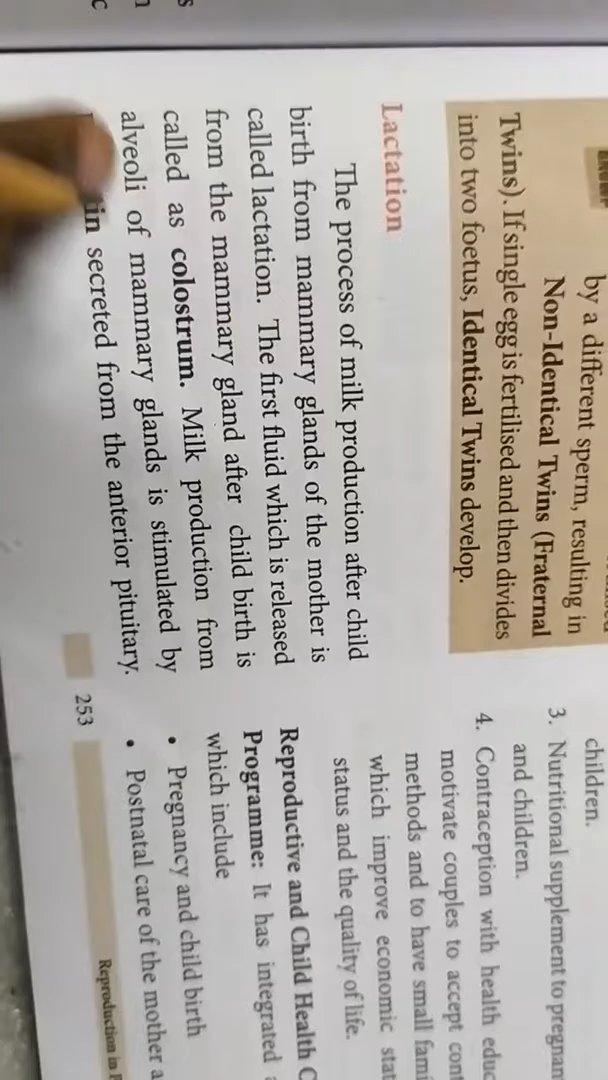 by a different sperm, resulting in
Non-Identical Twins (Fraternal
Twins). If single egg is fertilised and then divides
into two foetus, Identical Twins develop.
Lactation
The process of milk production after child
birth from mammary glands of the mother is
called lactation. The first fluid which is released
from the mammary gland after child birth is
called as colostrum. Milk production from
alveoli of mammary glands is stimulated by
secreted from the anterior pituitary.
children.
3. Nutritional supplement to
and children.
4. Contraception with health
motivate couples to accept
methods and to have small
which improve economic
status and the quality of life.
Reproductive and Child Health
Programme: It has integrated
which include
• Pregnancy and child birth
• Postnatal care of the mother
253
Reproduction in